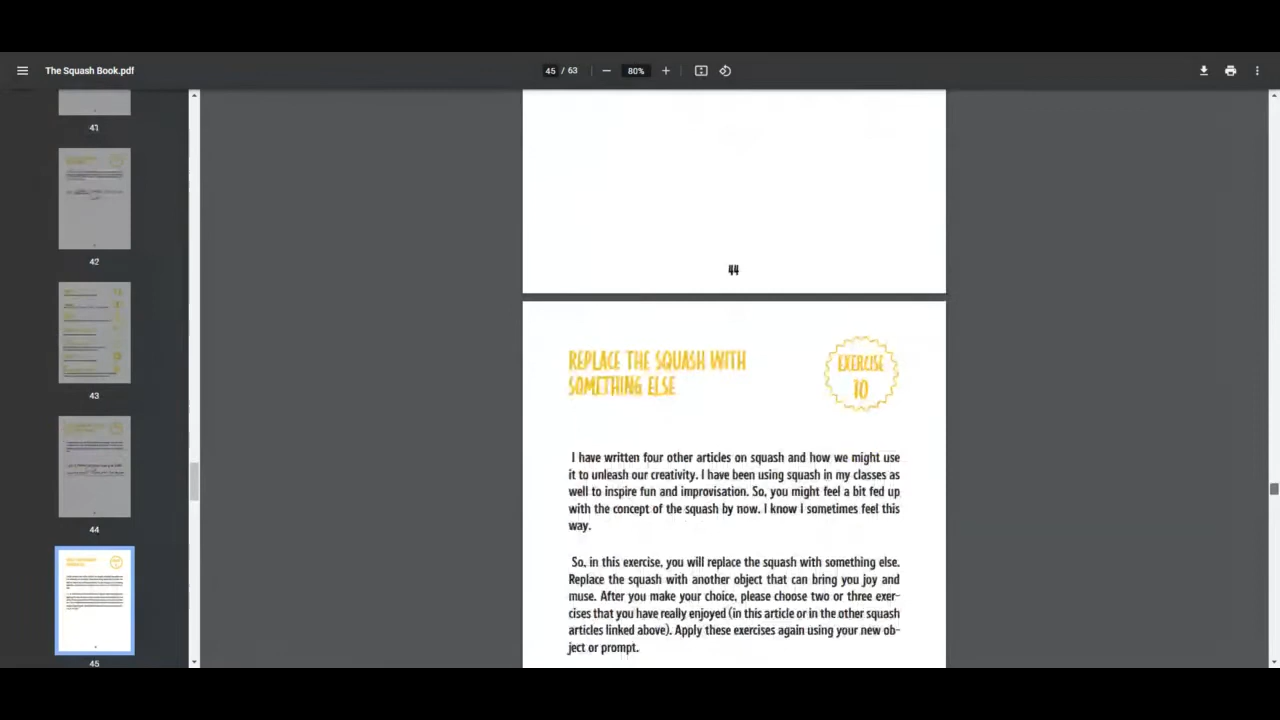 The Squash Book.pdf
45 / 63
80%
41
42
43
44
45
44
REPLACE THE SQUASH WITH
SOMETHING ELSE
EXERCISE
10
I have written four other articles on squash and how we might use
it to unleash our creativity. I have been using squash in my classes as
well to inspire fun and improvisation. So, you might feel a bit fed up
with the concept of the squash by now. I know I sometimes feel this
way.
So, in this exercise, you will replace the squash with something else.
Replace the squash with another object that can bring you joy and
muse. After you make your choice, please choose two or three exer-
cises that you have really enjoyed (in this article or in the other squash
articles linked above). Apply these exercises again using your new ob-
ject or prompt.